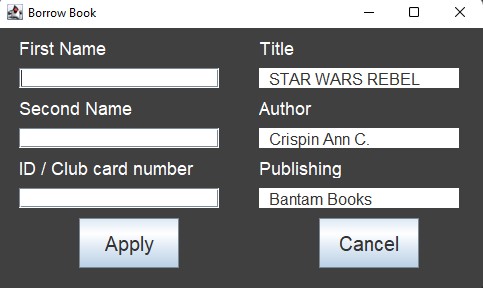 Borrow Book
First Name
Title
STAR WARS REBEL
Second Name
Author
Crispin Ann C.
ID / Club card number
Publishing
Bantam Books
Apply
Cancel